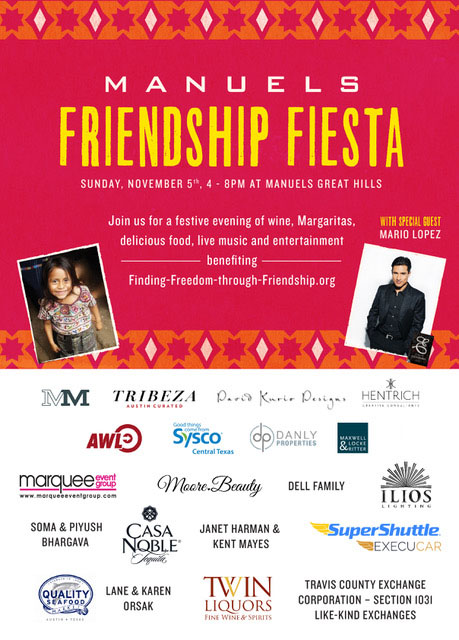 MANUELS
FRIENDSHIP FIESTA
SUNDAY, NOVEMBER 5th, 4 - 8PM AT MANUELS GREAT HILLS
Join us for a festive evening of wine, Margaritas,
delicious food, live music and entertainment
benefiting
Finding-Freedom-through-Friendship.org
WITH SPECIAL GUEST
MARIO LOPEZ
MM
TRIBEZA
AUSTIN CURATED
David Kurio Designs
HENTRICH
AWL
Good things
come from
Sysco
Central Texas
dp
DANLY
PROPERTIES
MAXWELL
LOCKE
& RITTER
marquee event
group
www.marqueeeventgroup.com
Moore.Beauty
DELL FAMILY
ILIOS
LIGHTING
SOMA & PIYUSH
BHARGAVA
CASA
NOBLE
Tequila
JANET HARMAN &
KENT MAYES
SuperShuttle
EXECUCAR
QUALITY
SEAFOOD
MARKET
LANE & KAREN
ORSAK
TWIN
LIQUORS
FINE WINE & SPIRITS
TRAVIS COUNTY EXCHANGE
CORPORATION – SECTION 1031
LIKE-KIND EXCHANGES